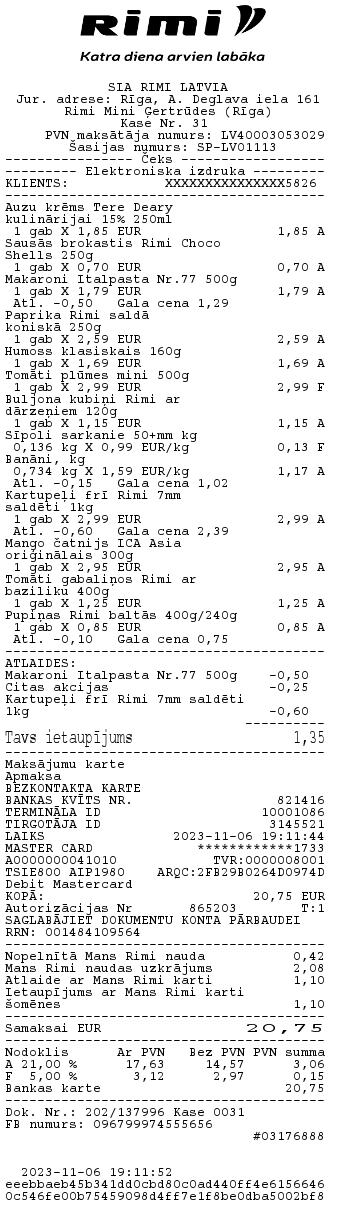 Rimi
Katra diena arvien labāka
SIA RIMI LATVIA
Jur. adrese: Rīga, A. Deglava iela 161
Rimi Mini Ģertrūdes (Rīga)
Kase Nr. 31
PVN maksātāja numurs: LV40003053029
Šasijas numurs: SP-LV01113
---------------- Čeks ------------------
--------- Elektroniska izdruka ---------
KLIENTS: XXXXXXXXXXXXXXX5826
----------------------------------------
Auzu krēms Tere Deary
kulinārijai 15% 250ml
1 gab X 1,85 EUR 1,85 A
Sausās brokastis Rimi Choco
Shells 250g
1 gab X 0,70 EUR 0,70 A
Makaroni Italpasta Nr.77 500g
1 gab X 1,79 EUR 1,79 A
Atl. -0,50 Gala cena 1,29
Paprika Rimi saldā
koniskā 250g
1 gab X 2,59 EUR 2,59 A
Humoss klasiskais 160g
1 gab X 1,69 EUR 1,69 A
Tomāti plūmes mini 500g
1 gab X 2,99 EUR 2,99 F
Buljona kubiņi Rimi ar
dārzeņiem 120g
1 gab X 1,15 EUR 1,15 A
Sīpoli sarkanie 50+mm kg
0,136 kg X 0,99 EUR/kg 0,13 F
Banāni, kg
0,734 kg X 1,59 EUR/kg 1,17 A
Atl. -0,15 Gala cena 1,02
Kartupeļi frī Rimi 7mm
saldēti 1kg
1 gab X 2,99 EUR 2,99 A
Atl. -0,60 Gala cena 2,39
Mango čatnijs ICA Asia
oriģinālais 300g
1 gab X 2,95 EUR 2,95 A
Tomāti gabaliņos Rimi ar
baziliku 400g
1 gab X 1,25 EUR 1,25 A
Pupiņas Rimi baltās 400g/240g
1 gab X 0,85 EUR 0,85 A
Atl. -0,10 Gala cena 0,75
----------------------------------------
ATLAIDES:
Makaroni Italpasta Nr.77 500g -0,50
Citas akcijas -0,25
Kartupeļi frī Rimi 7mm saldēti
1kg -0,60
----------
Tavs ietaupījums 1,35
----------------------------------------
Maksājumu karte
Apmaksa
BEZKONTAKTA KARTE
BANKAS KVĪTS NR. 821416
TERMINĀLA ID 10001086
TIRGOTĀJA ID 3145521
LAIKS 2023-11-06 19:11:44
MASTER CARD ************1733
A0000000041010 TVR:0000008001
TSIE800 AIP1980 ARQC:2FB29B0264D0974D
Debit Mastercard
KOPĀ: 20,75 EUR
Autorizācijas Nr 865203 T:1
SAGLABĀJIET DOKUMENTU KONTA PĀRBAUDEI
RRN: 001484109564
----------------------------------------
Nopelnītā Mans Rimi nauda 0,42
Mans Rimi naudas uzkrājums 2,08
Atlaide ar Mans Rimi karti 1,10
Ietaupījums ar Mans Rimi karti
šomēnes 1,10
----------------------------------------
Samaksai EUR 20,75
----------------------------------------
Nodoklis Ar PVN Bez PVN PVN summa
A 21,00 % 17,63 14,57 3,06
F 5,00 % 3,12 2,97 0,15
Bankas karte 20,75
----------------------------------------
Dok. Nr.: 202/137996 Kase 0031
FB numurs: 096799974555656
#03176888
2023-11-06 19:11:52
eeebbaeb45b341dd0cbd80c0ad440ff4e6156646
0c546fe00b75459098d4ff7e1f8be0dba5002bf8